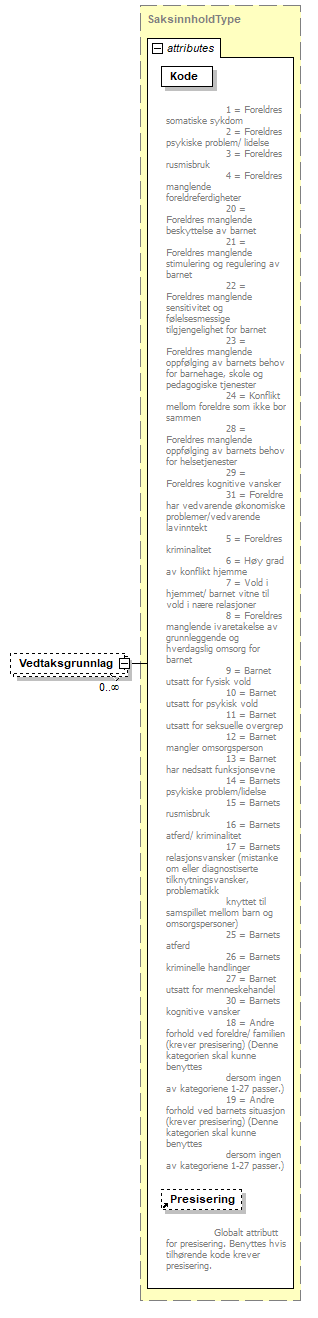 SaksinnholdType
attributes
Kode
1 = Foreldres
somatiske sykdom
2 = Foreldres
psykiske problem/ lidelse
3 = Foreldres
rusmisbruk
4 = Foreldres
manglende
foreldreferdigheter
20 =
Foreldres manglende
beskyttelse av barnet
21 =
Foreldres manglende
stimulering og regulering av
barnet
22 =
Foreldres manglende
sensitivitet og
følelsesmessige
tilgjengelighet for barnet
23 =
Foreldres manglende
oppfølging av barnets behov
for barnehage, skole og
pedagogiske tjenester
24 = Konflikt
mellom foreldre som ikke bor
sammen
28 =
Foreldres manglende
oppfølging av barnets behov
for helsetjenester
29 =
Foreldres kognitive vansker
31 = Foreldre
har vedvarende økonomiske
problemer/vedvarende
lavinntekt
5 = Foreldres
kriminalitet
6 = Høy grad
av konflikt hjemme
7 = Vold i
hjemmet/ barnet vitne til
vold i nære relasjoner
8 = Foreldres
manglende ivaretakelse av
grunnleggende og
hverdagslig omsorg for
barnet
9 = Barnet
utsatt for fysisk vold
10 = Barnet
utsatt for psykisk vold
11 = Barnet
utsatt for seksuelle overgrep
12 = Barnet
mangler omsorgsperson
13 = Barnet
har nedsatt funksjonsevne
14 = Barnets
psykiske problem/lidelse
15 = Barnets
rusmisbruk
16 = Barnets
atferd/ kriminalitet
17 = Barnets
relasjonsvansker (mistanke
om eller diagnostiserte
tilknytningsvansker,
problematikk
knyttet til
samspillet mellom barn og
omsorgspersoner)
25 = Barnets
atferd
26 = Barnets
kriminelle handlinger
27 = Barnet
utsatt for menneskehandel
30 = Barnets
kognitive vansker
18 = Andre
forhold ved foreldre/ familien
(krever presisering) (Denne
kategorien skal kunne
benyttes
dersom ingen
av kategoriene 1-27 passer.)
19 = Andre
forhold ved barnets situasjon
(krever presisering) (Denne
kategorien skal kunne
benyttes
dersom ingen
av kategoriene 1-27 passer.)
Vedtaksgrunnlag
0..∞
Presisering
Globalt attributt
for presisering. Benyttes hvis
tilhørende kode krever
presisering.